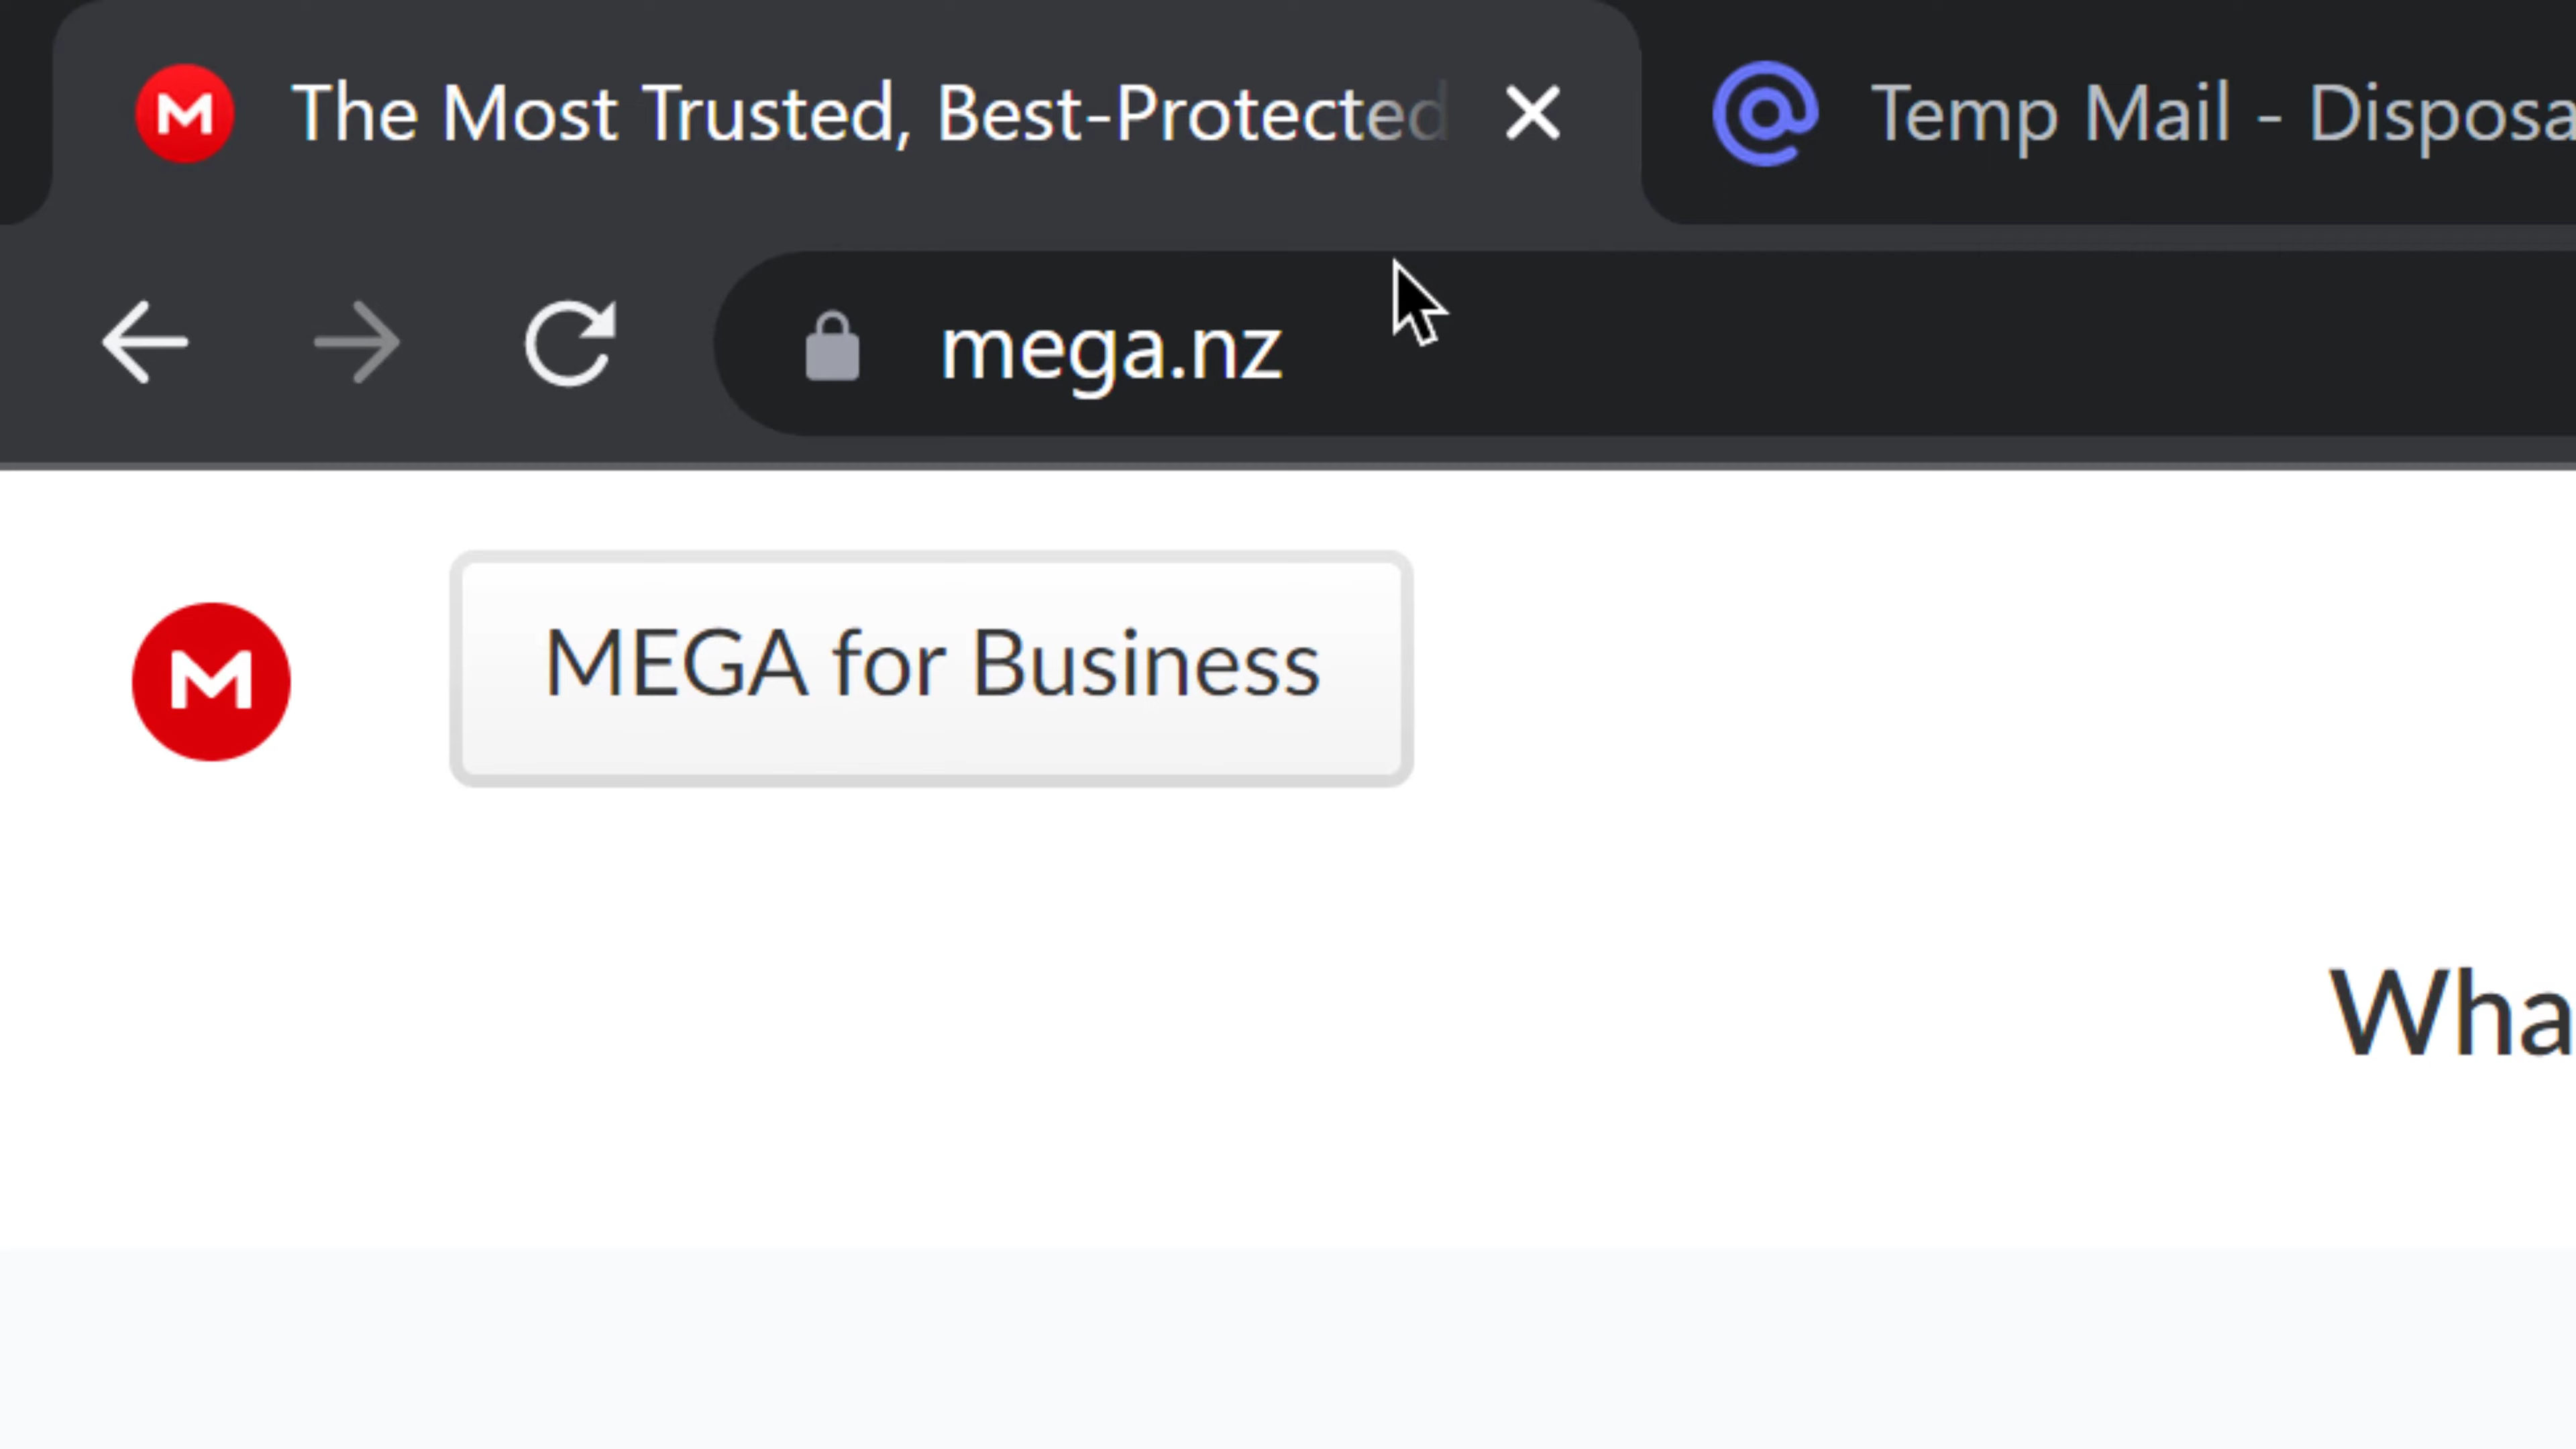 The Most Trusted, Best-Protected
Temp Mail - Disposa
mega.nz
MEGA for Business
Wha